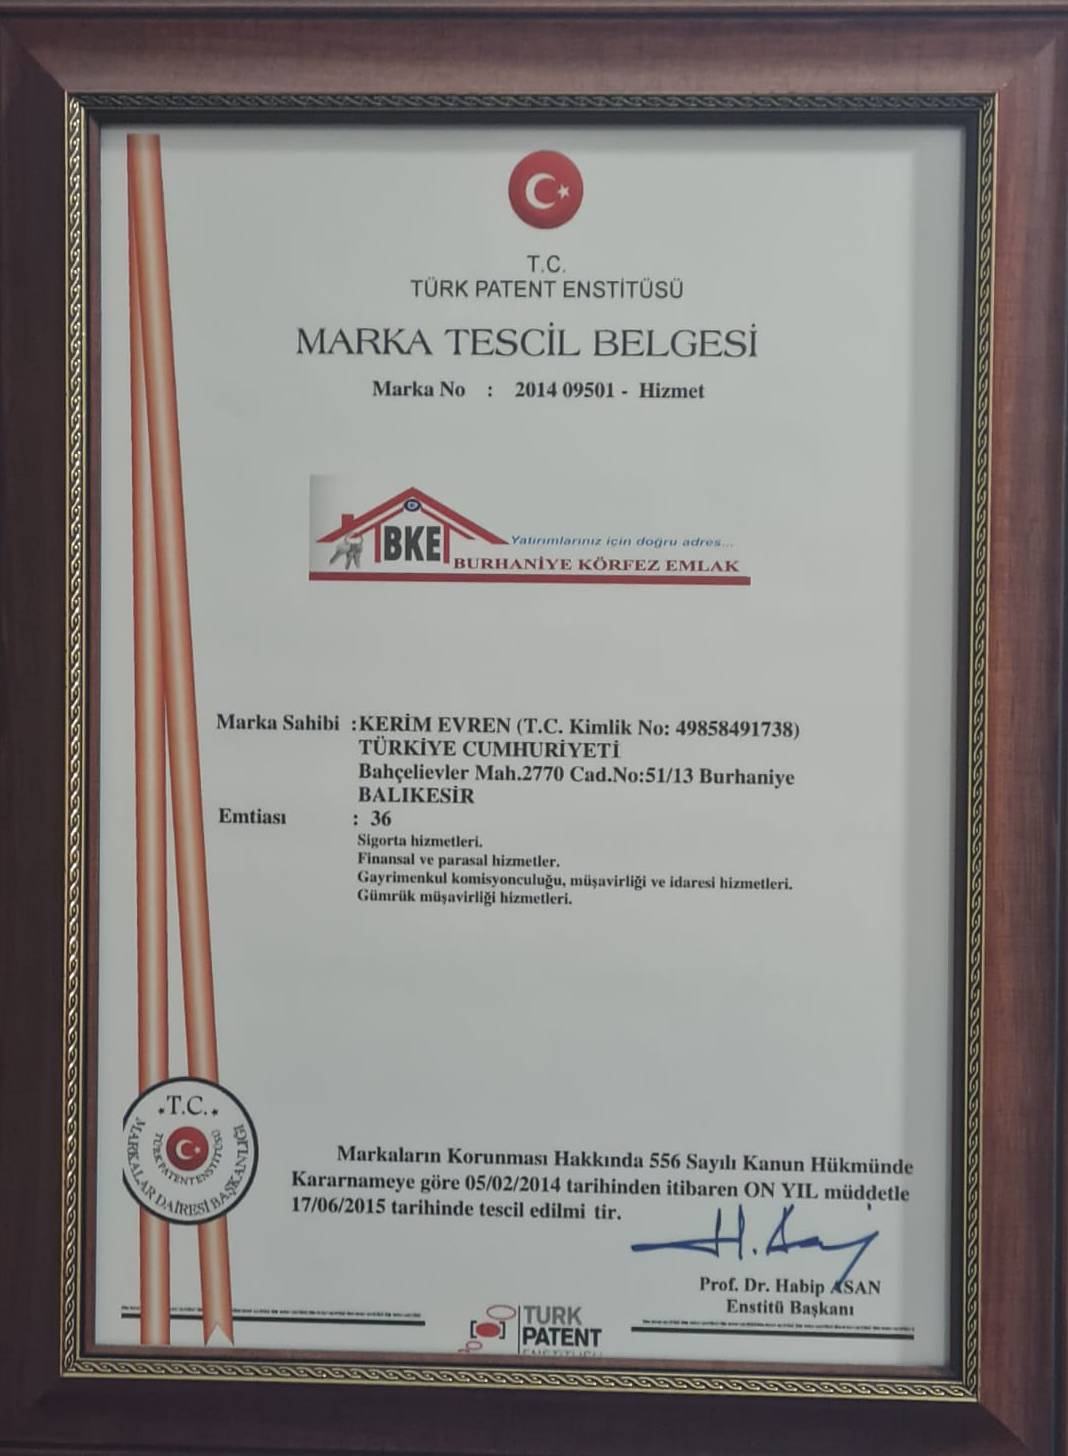 T.C.
TÜRK PATENT ENSTİTÜSÜ
MARKA TESCİL BELGESİ
Marka No : 2014 09501 - Hizmet
BKE
Yatırımlarınız için doğru adres...
BURHANİYE KÖRFEZ EMLAK
Marka Sahibi :KERİM EVREN (T.C. Kimlik No: 49858491738)
TÜRKİYE CUMHURİYETİ
Bahçelievler Mah.2770 Cad.No:51/13 Burhaniye
BALIKESİR
Emtiası : 36
Sigorta hizmetleri.
Finansal ve parasal hizmetler.
Gayrimenkul komisyonculuğu, müşavirliği ve idaresi hizmetleri.
Gümrük müşavirliği hizmetleri.
T.C.
TÜRK PATENT ENSTİTÜSÜ
MARKALAR DAİRESİ BAŞKANLIĞI
Markaların Korunması Hakkında 556 Sayılı Kanun Hükmünde
Kararnameye göre 05/02/2014 tarihinden itibaren ON YIL müddetle
17/06/2015 tarihinde tescil edilmi tir.
Prof. Dr. Habip ASAN
Enstitü Başkanı
TURK
PATENT